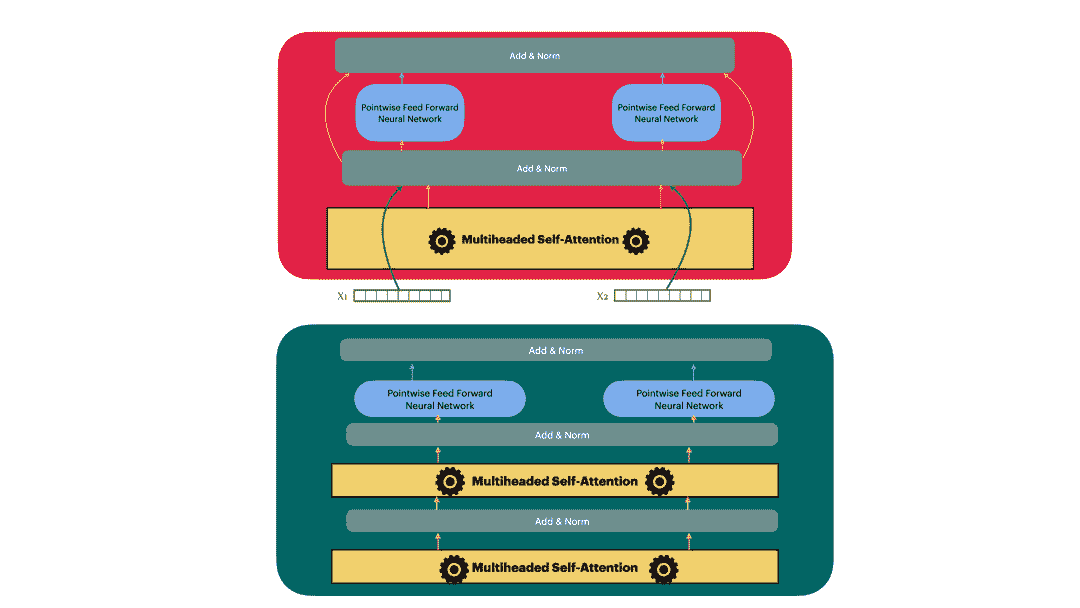 Add & Norm
Pointwise Feed Forward
Neural Network
Pointwise Feed Forward
Neural Network
Add & Norm
Multiheaded Self-Attention
X1
X2
Add & Norm
Pointwise Feed Forward
Neural Network
Pointwise Feed Forward
Neural Network
Add & Norm
Multiheaded Self-Attention
Add & Norm
Multiheaded Self-Attention